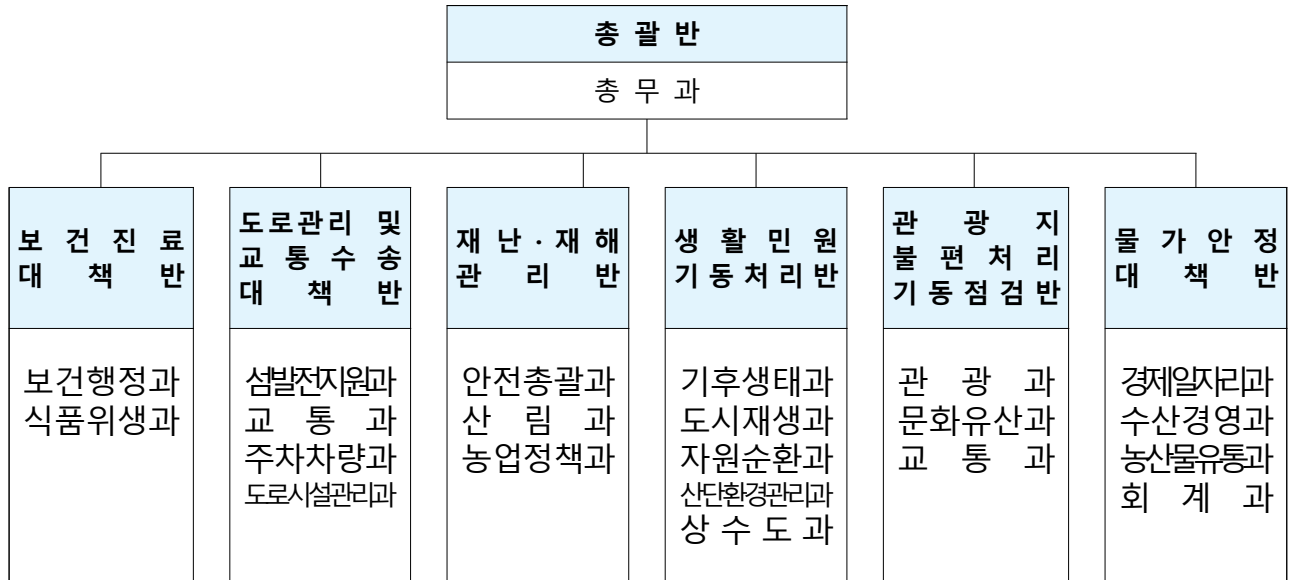 총 괄 반
총 무 과
보 건 진 료
대 책 반
보건행정과
식품위생과
도로관리 및
교 통 수 송
대 책 반
섬발전지원과
교 통 과
주차차량과
도로시설관리과
재 난 · 재 해
관 리 반
안전총괄과
산 림 과
농업정책과
생 활 민 원
기동처리반
기후생태과
도시재생과
자원순환과
산단환경관리과
상 수 도 과
관 광 지
불 편 처 리
기동점검반
관 광 과
문화유산과
교 통 과
물 가 안 정
대 책 반
경제일자리과
수산경영과
농산물유통과
회 계 과